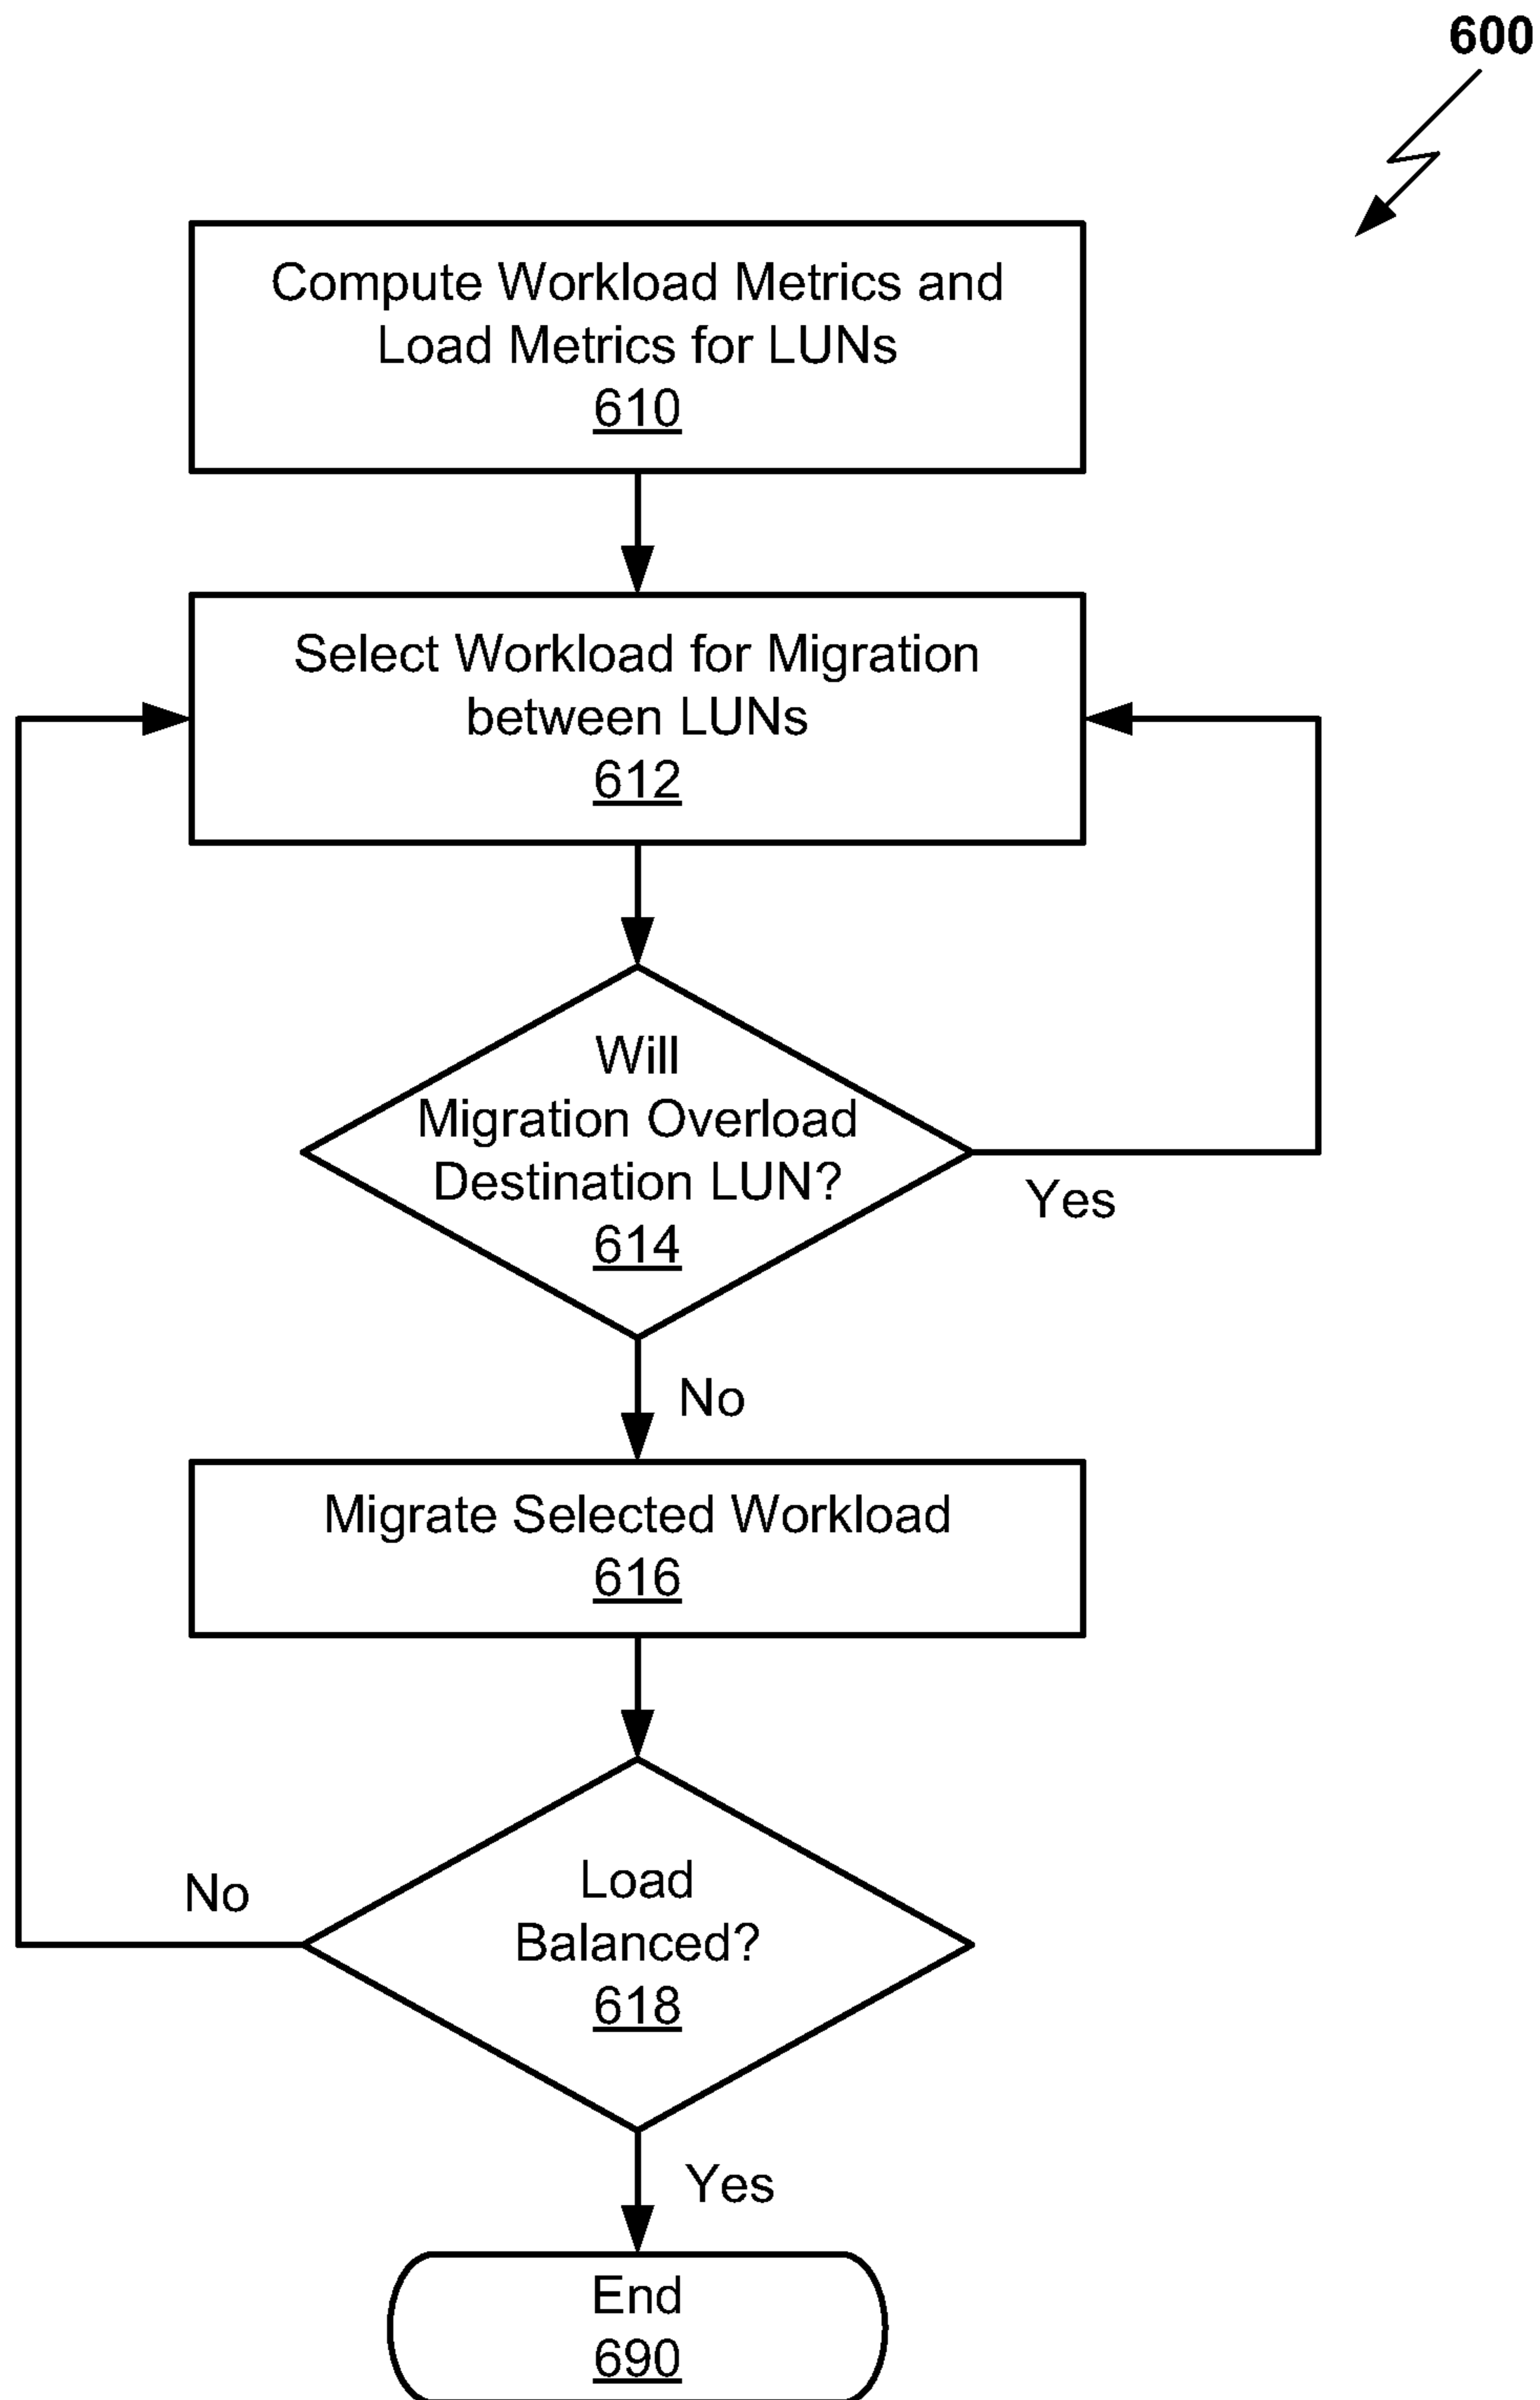 600
Compute Workload Metrics and
Load Metrics for LUNs
610
Select Workload for Migration
between LUNs
612
Will
Migration Overload
Destination LUN?
614
Yes
No
Migrate Selected Workload
616
Load
Balanced?
618
No
Yes
End
690